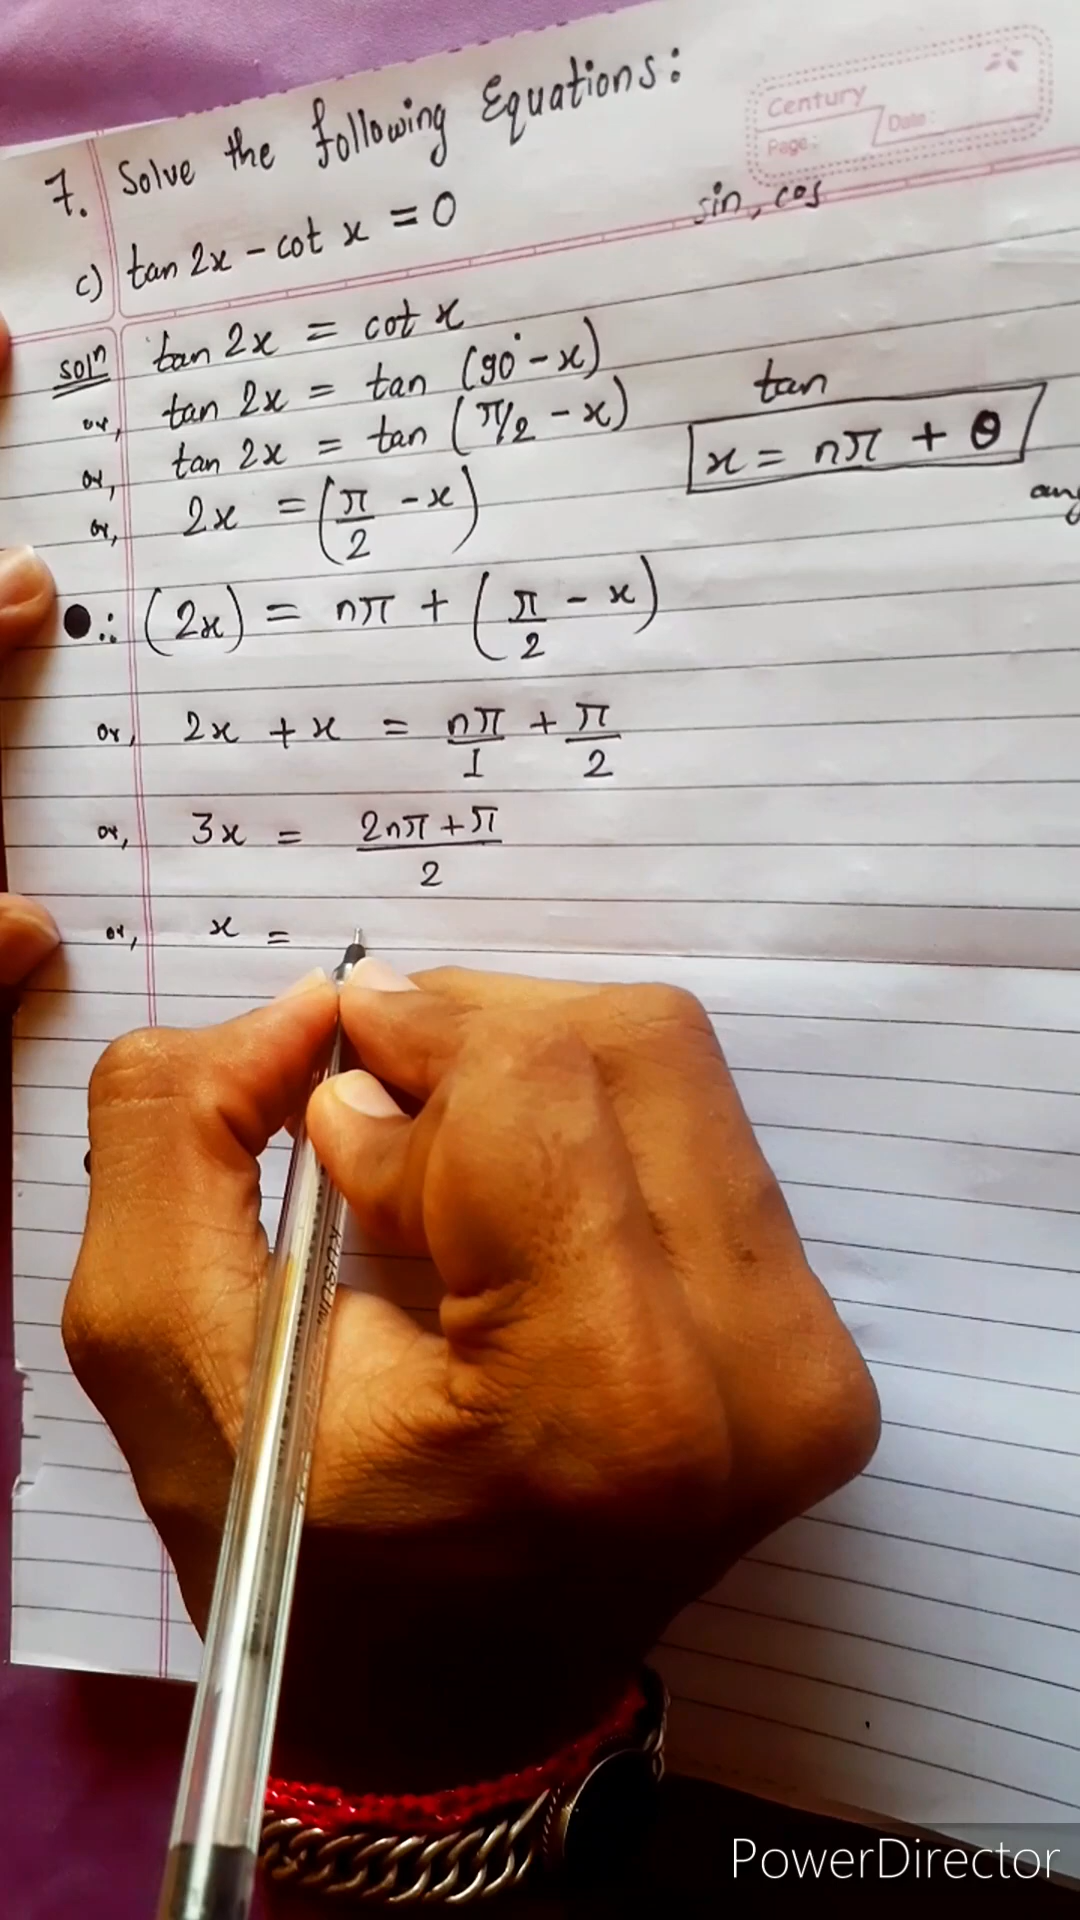 Century
Page: Date:
7. Solve the following Equations:
c) tan 2x - cot x = 0
sin, cos
solⁿ tan 2x = cot x
or, tan 2x = tan (90° - x)
or, tan 2x = tan (π/2 - x)
tan
x = nπ + θ
or, 2x = (π/2 - x)
∴ (2x) = nπ + (π/2 - x)
or, 2x + x = nπ/1 + π/2
or, 3x = 2nπ + π/2
or, x =
PowerDirector